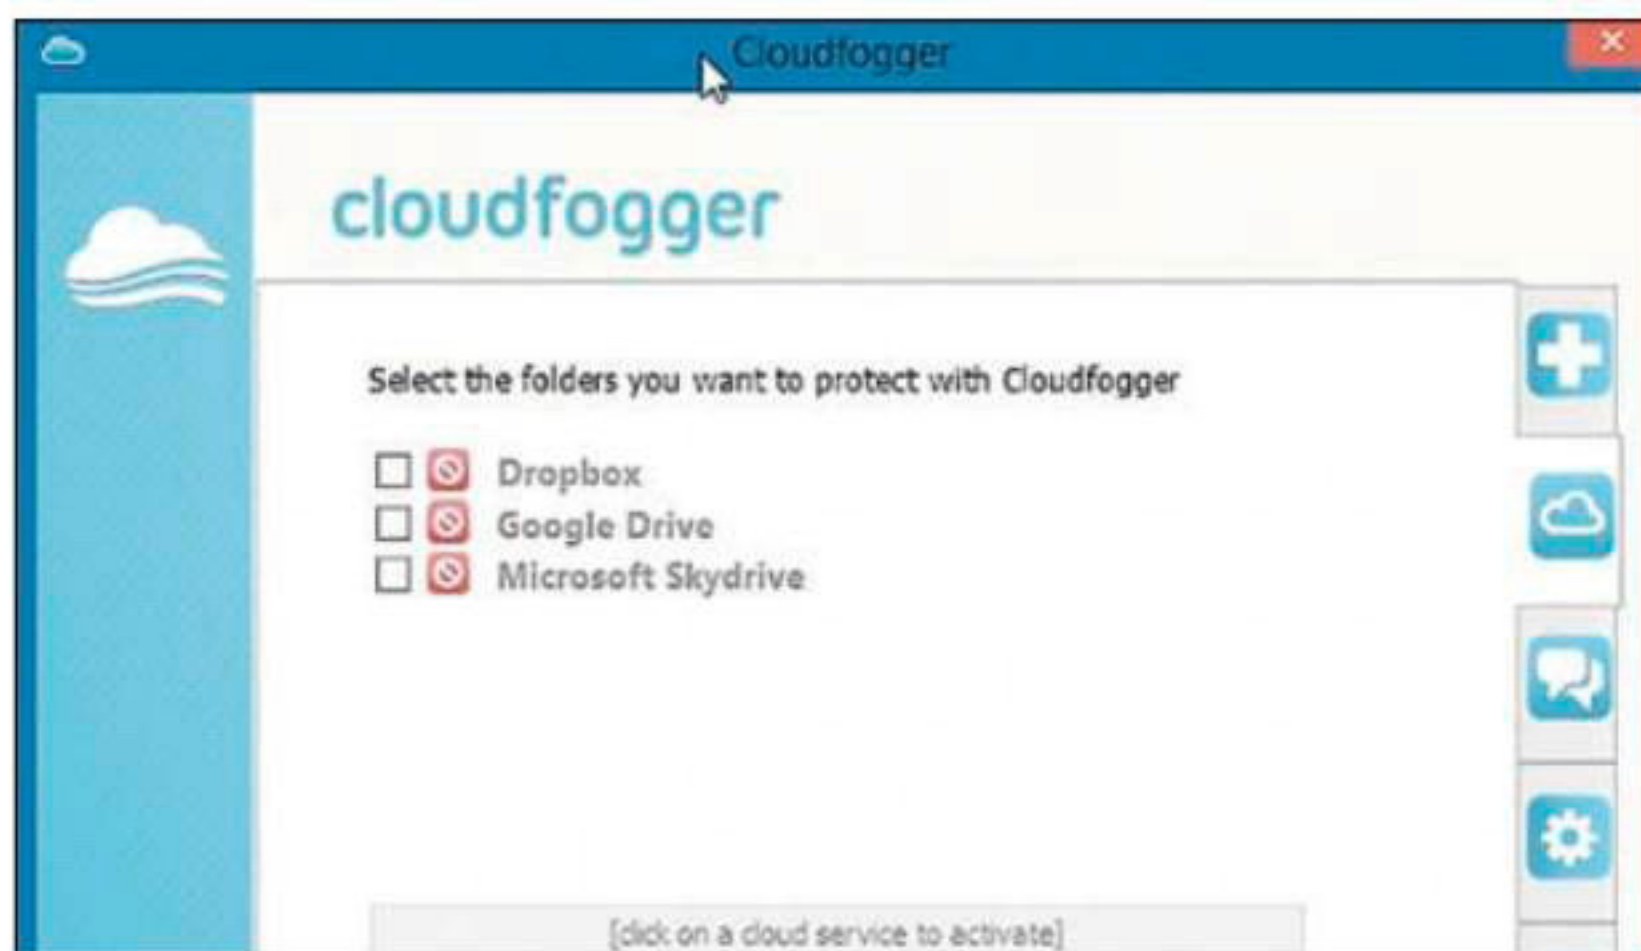 Cloudfogger
cloudfogger
Select the folders you want to protect with Cloudfogger
Dropbox
Google Drive
Microsoft Skydrive
[click on a cloud service to activate]